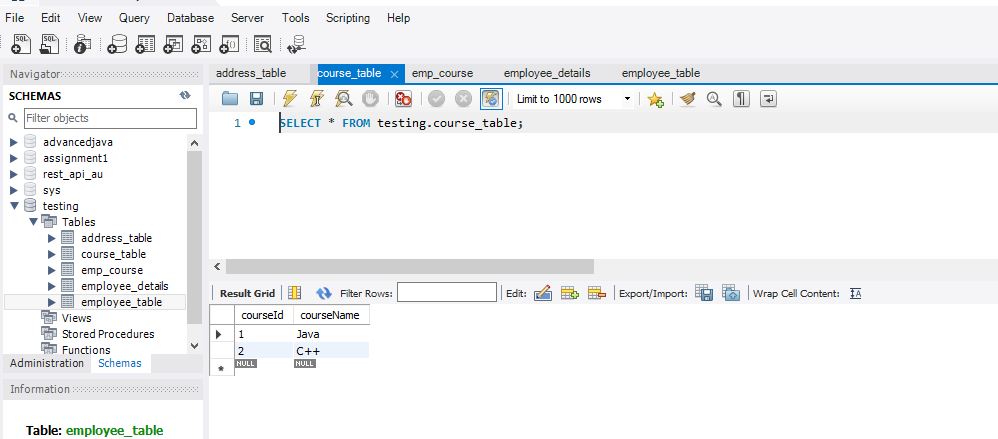 File Edit View Query Database Server Tools Scripting Help
SQL SQL
Navigator
SCHEMAS
Filter objects
advancedjava
assignment1
rest_api_au
sys
testing
Tables
address_table
course_table
emp_course
employee_details
employee_table
Views
Stored Procedures
Functions
Administration Schemas
Information
Table: employee_table
address_table course_table emp_course employee_details employee_table
Limit to 1000 rows
1 SELECT * FROM testing.course_table;
Result Grid Filter Rows: Edit: Export/Import: Wrap Cell Content:
courseId courseName
1 Java
2 C++
NULL NULL